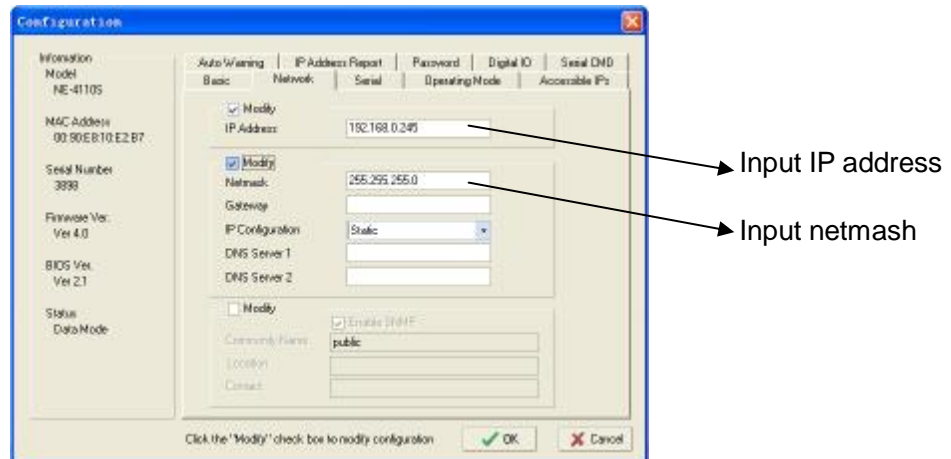 Configuration
Information
Model
NE-4110S
MAC Address
00:90:E8:10:E2:B7
Serial Number
3898
Firmware Ver.
Ver 4.0
BIOS Ver.
Ver 2.1
Status
Data Mode
Auto Warning IP Address Report Password Digital IO Serial CMD
Basic Network Serial Operating Mode Accessible IPs
Modify
IP Address 192.168.0.245
Modify
Netmask 255.255.255.0
Gateway
IP Configuration Static
DNS Server 1
DNS Server 2
Modify
Enable SNMP
Community Name public
Location
Contact
Click the "Modify" check box to modify configuration
OK
Cancel
Input IP address
Input netmash